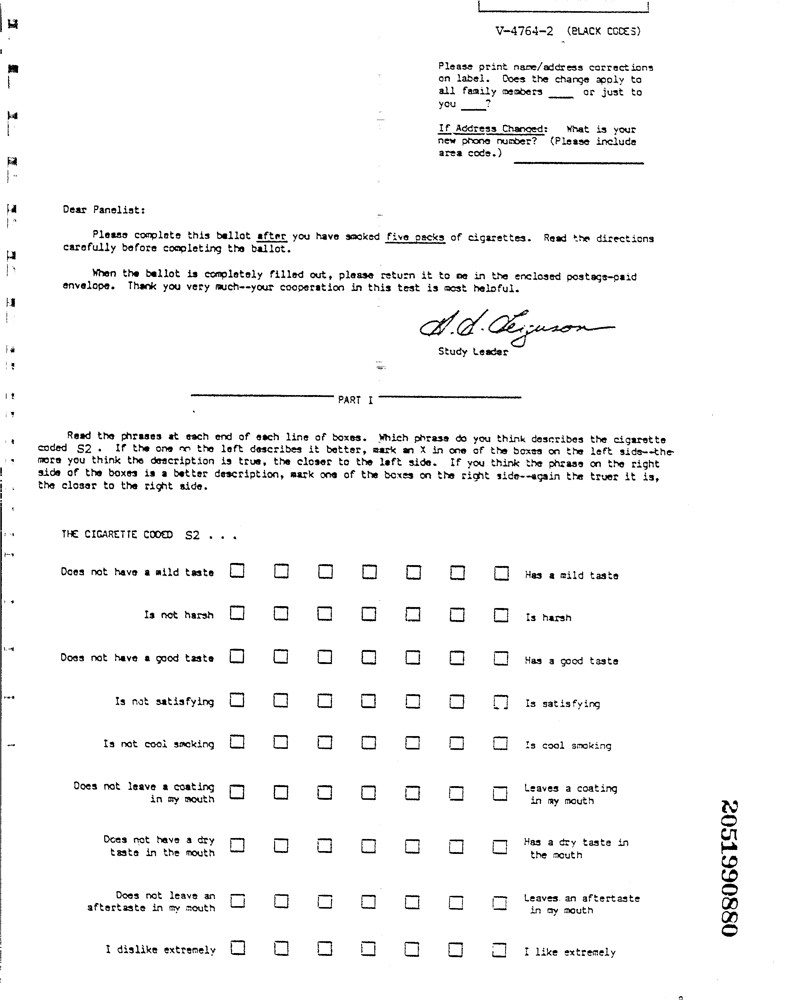 V-4764-2 (BLACK CODES)
Please print name/address corrections
on label. Does the change apply to
all family members ____ or just to
you ____?
If Address Changed: What is your
new phone number? (Please include
area code.) ____________________
Dear Panelist:
Please complete this ballot after you have smoked five packs of cigarettes. Read the directions
carefully before completing the ballot.
When the ballot is completely filled out, please return it to me in the enclosed postage-paid
envelope. Thank you very much--your cooperation in this test is most helpful.
Study Leader
PART I
Read the phrases at each end of each line of boxes. Which phrase do you think describes the cigarette
coded S2 . If the one on the left describes it better, mark an X in one of the boxes on the left side--the
more you think the description is true, the closer to the left side. If you think the phrase on the right
side of the boxes is a better description, mark one of the boxes on the right side--again the truer it is,
the closer to the right side.
THE CIGARETTE CODED S2 . . .
Does not have a mild taste Has a mild taste
Is not harsh Is harsh
Does not have a good taste Has a good taste
Is not satisfying Is satisfying
Is not cool smoking Is cool smoking
Does not leave a coating Leaves a coating
in my mouth in my mouth
Does not have a dry Has a dry taste in
taste in the mouth the mouth
Does not leave an Leaves an aftertaste
aftertaste in my mouth in my mouth
I dislike extremely I like extremely
2051990880